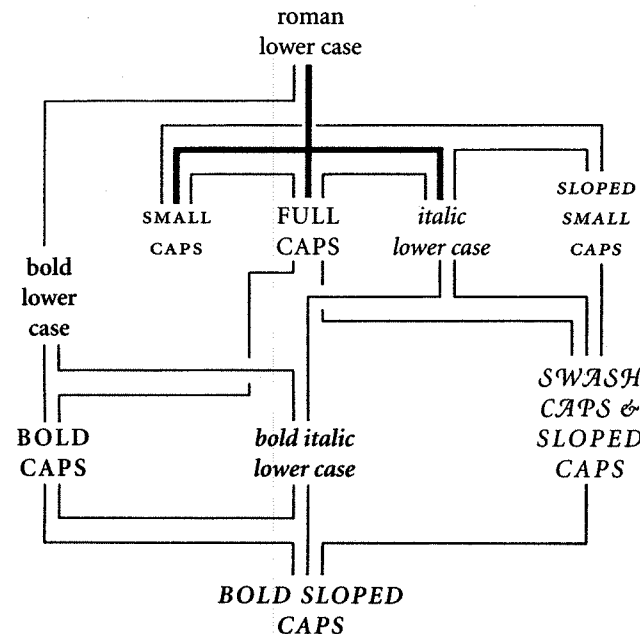 roman
lower case
SMALL
CAPS
FULL
CAPS
italic
lower case
SLOPED
SMALL
CAPS
bold
lower
case
BOLD
CAPS
bold italic
lower case
SWASH
CAPS &
SLOPED
CAPS
BOLD SLOPED
CAPS